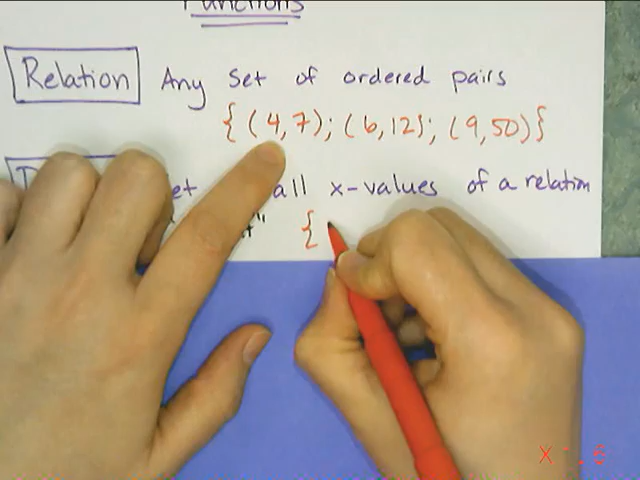 Functions
Relation Any set of ordered pairs
{ (4,7); (6,12); (9,50)}
all x-values of a relation
{